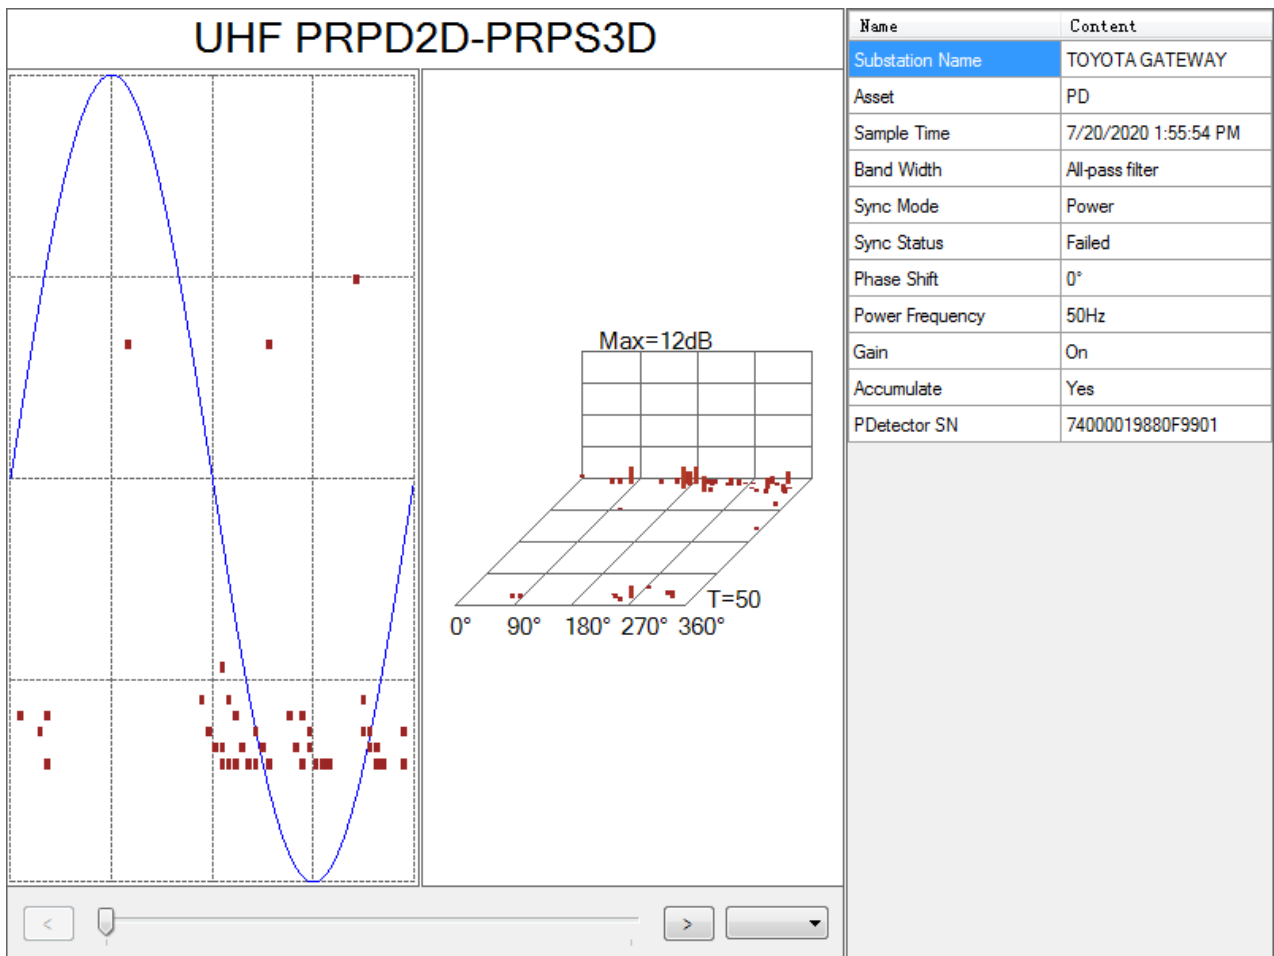 UHF PRPD2D-PRPS3D
Max=12dB
T=50
0° 90° 180° 270° 360°
< >
Name Content
Substation Name TOYOTA GATEWAY
Asset PD
Sample Time 7/20/2020 1:55:54 PM
Band Width All-pass filter
Sync Mode Power
Sync Status Failed
Phase Shift 0°
Power Frequency 50Hz
Gain On
Accumulate Yes
PDetector SN 74000019880F9901